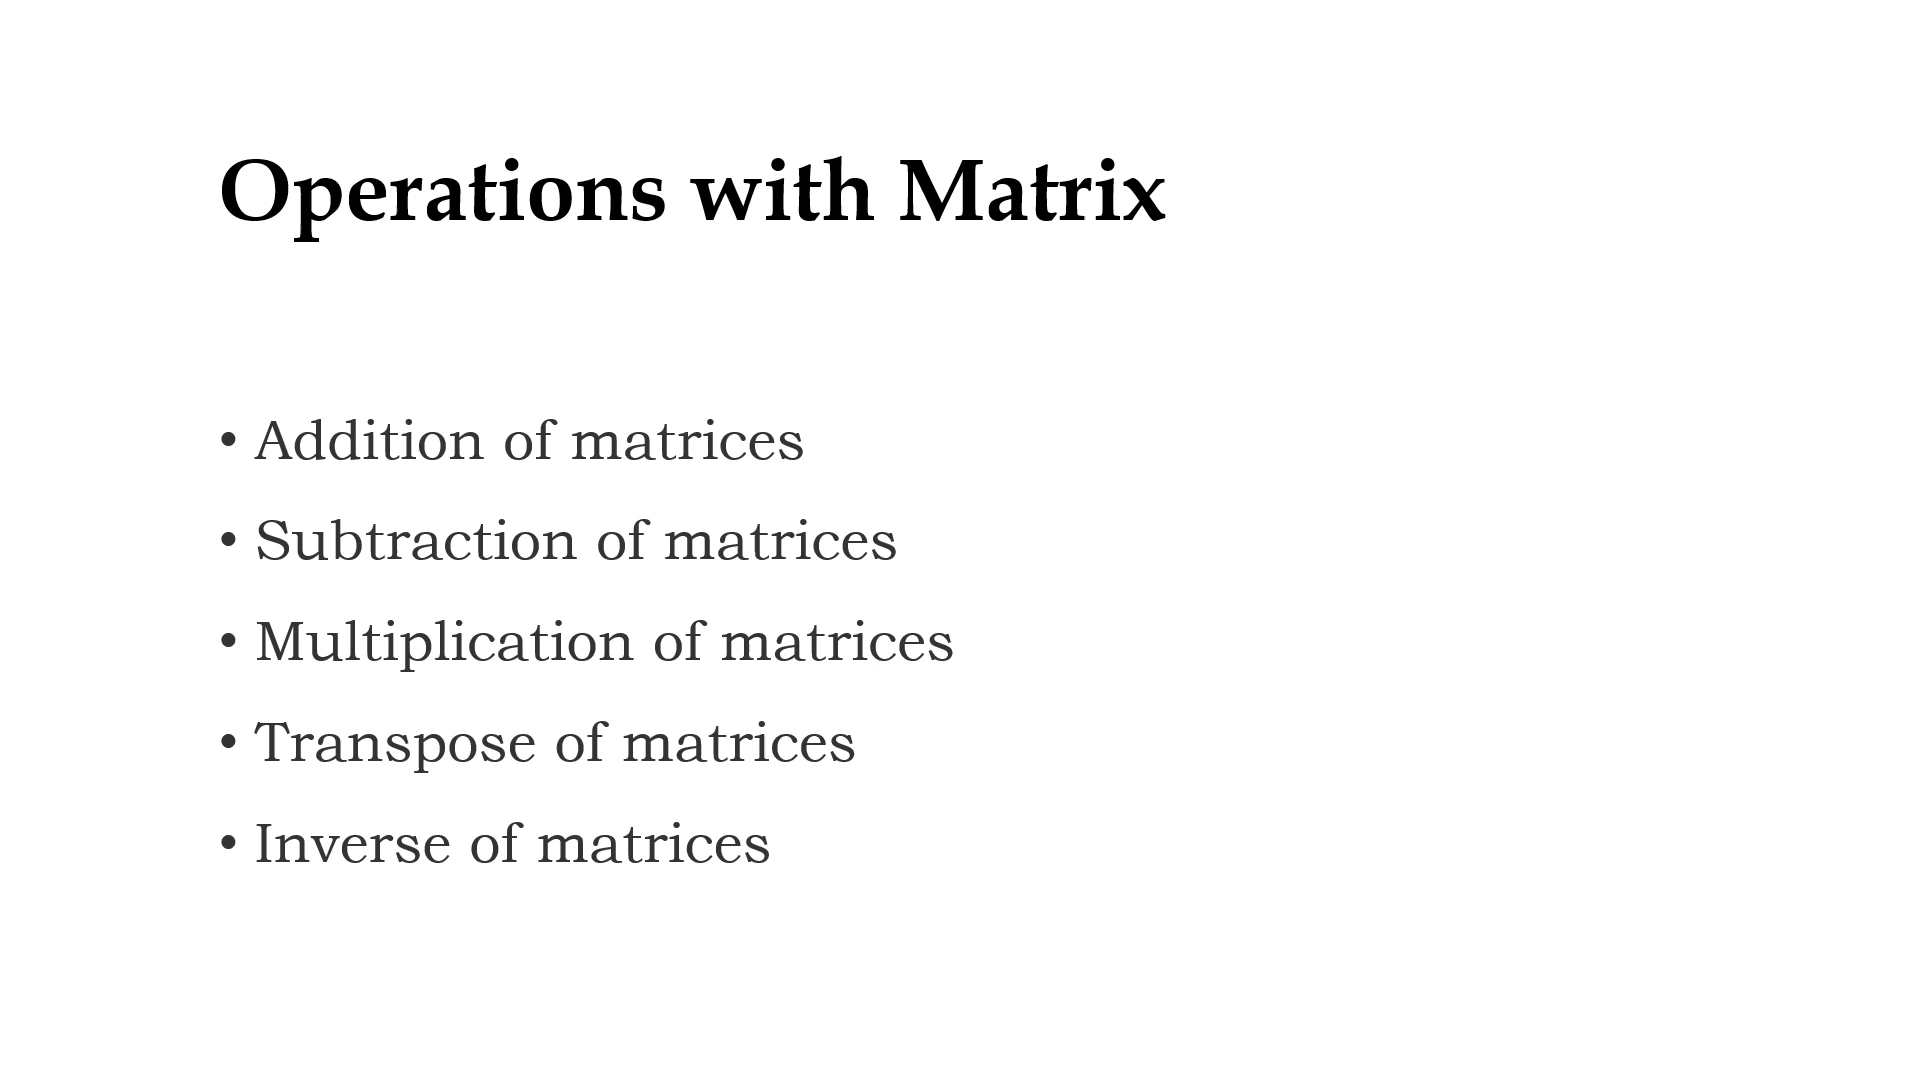 Operations with Matrix
• Addition of matrices
• Subtraction of matrices
• Multiplication of matrices
• Transpose of matrices
• Inverse of matrices